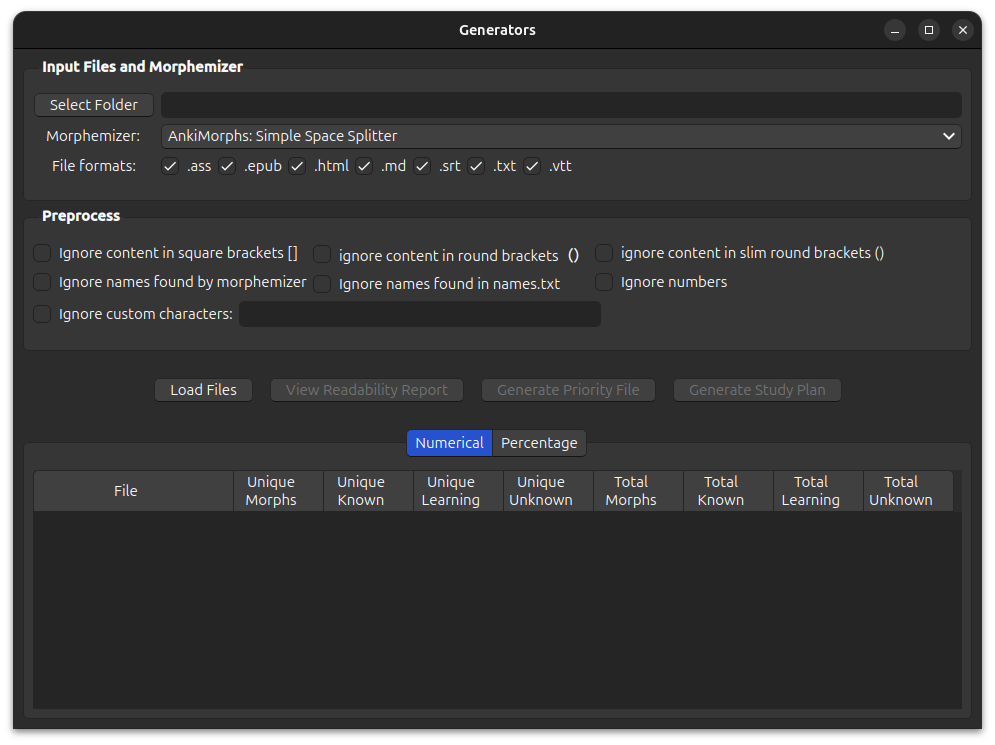 Generators
Input Files and Morphemizer
Select Folder
Morphemizer: AnkiMorphs: Simple Space Splitter
File formats: .ass .epub .html .md .srt .txt .vtt
Preprocess
Ignore content in square brackets [] ignore content in round brackets （） ignore content in slim round brackets ()
Ignore names found by morphemizer Ignore names found in names.txt Ignore numbers
Ignore custom characters:
Load Files View Readability Report Generate Priority File Generate Study Plan
Numerical Percentage
File Unique Morphs Unique Known Unique Learning Unique Unknown Total Morphs Total Known Total Learning Total Unknown